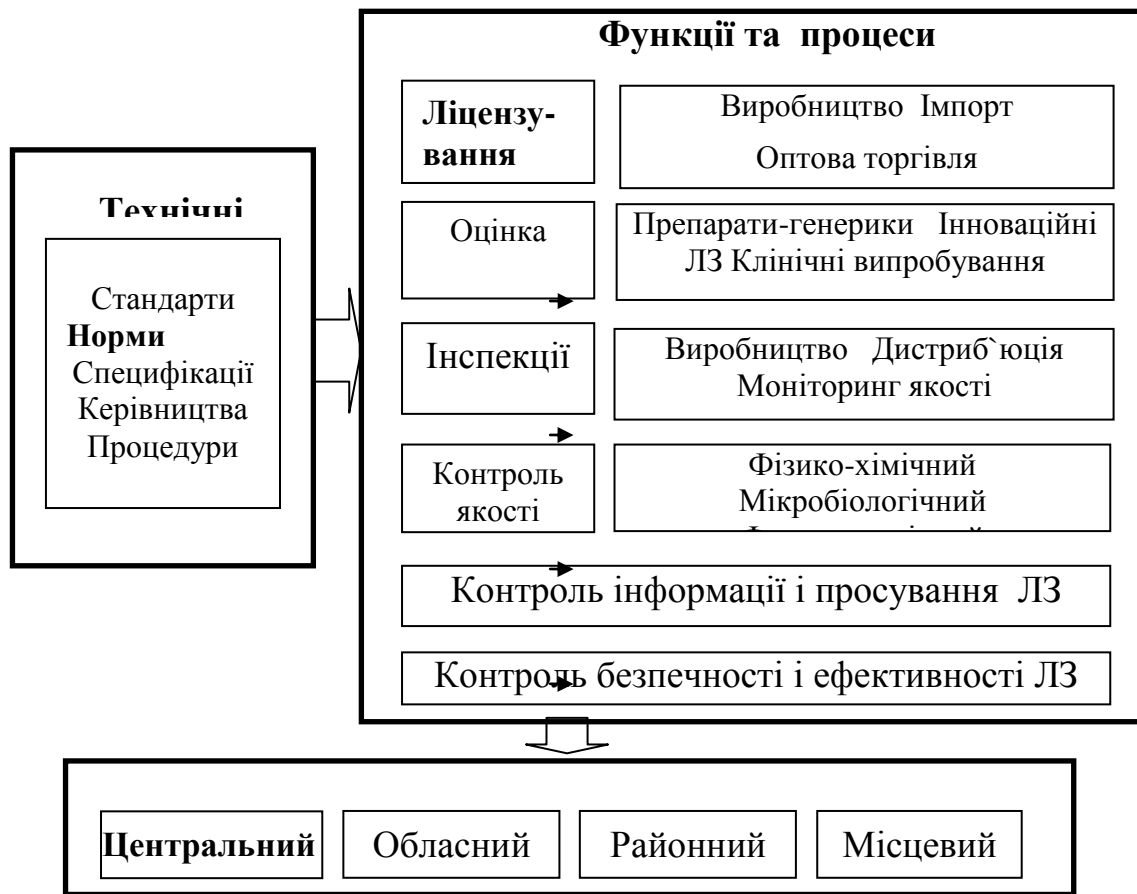 Функції та процеси
Ліцензу-
вання
Виробництво Імпорт
Оптова торгівля
Технічні
Стандарти
Норми
Специфікації
Керівництва
Процедури
Оцінка
Препарати-генерики Інноваційні
ЛЗ Клінічні випробування
Інспекції
Виробництво Дистриб`юція
Моніторинг якості
Контроль
якості
Фізико-хімічний
Мікробіологічний
Контроль інформації і просування ЛЗ
Контроль безпечності і ефективності ЛЗ
Центральний
Обласний
Районний
Місцевий